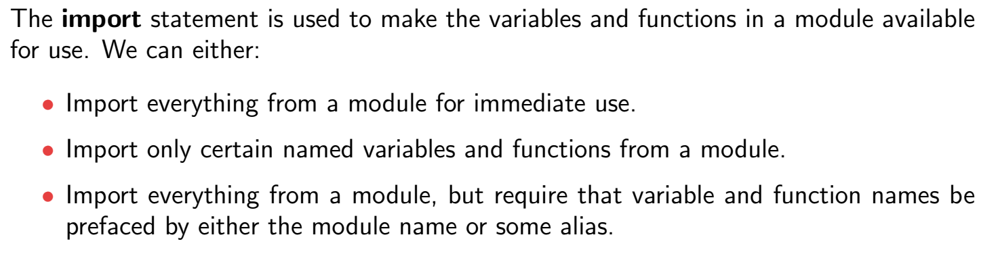 The import statement is used to make the variables and functions in a module available
for use. We can either:
• Import everything from a module for immediate use.
• Import only certain named variables and functions from a module.
• Import everything from a module, but require that variable and function names be
prefaced by either the module name or some alias.